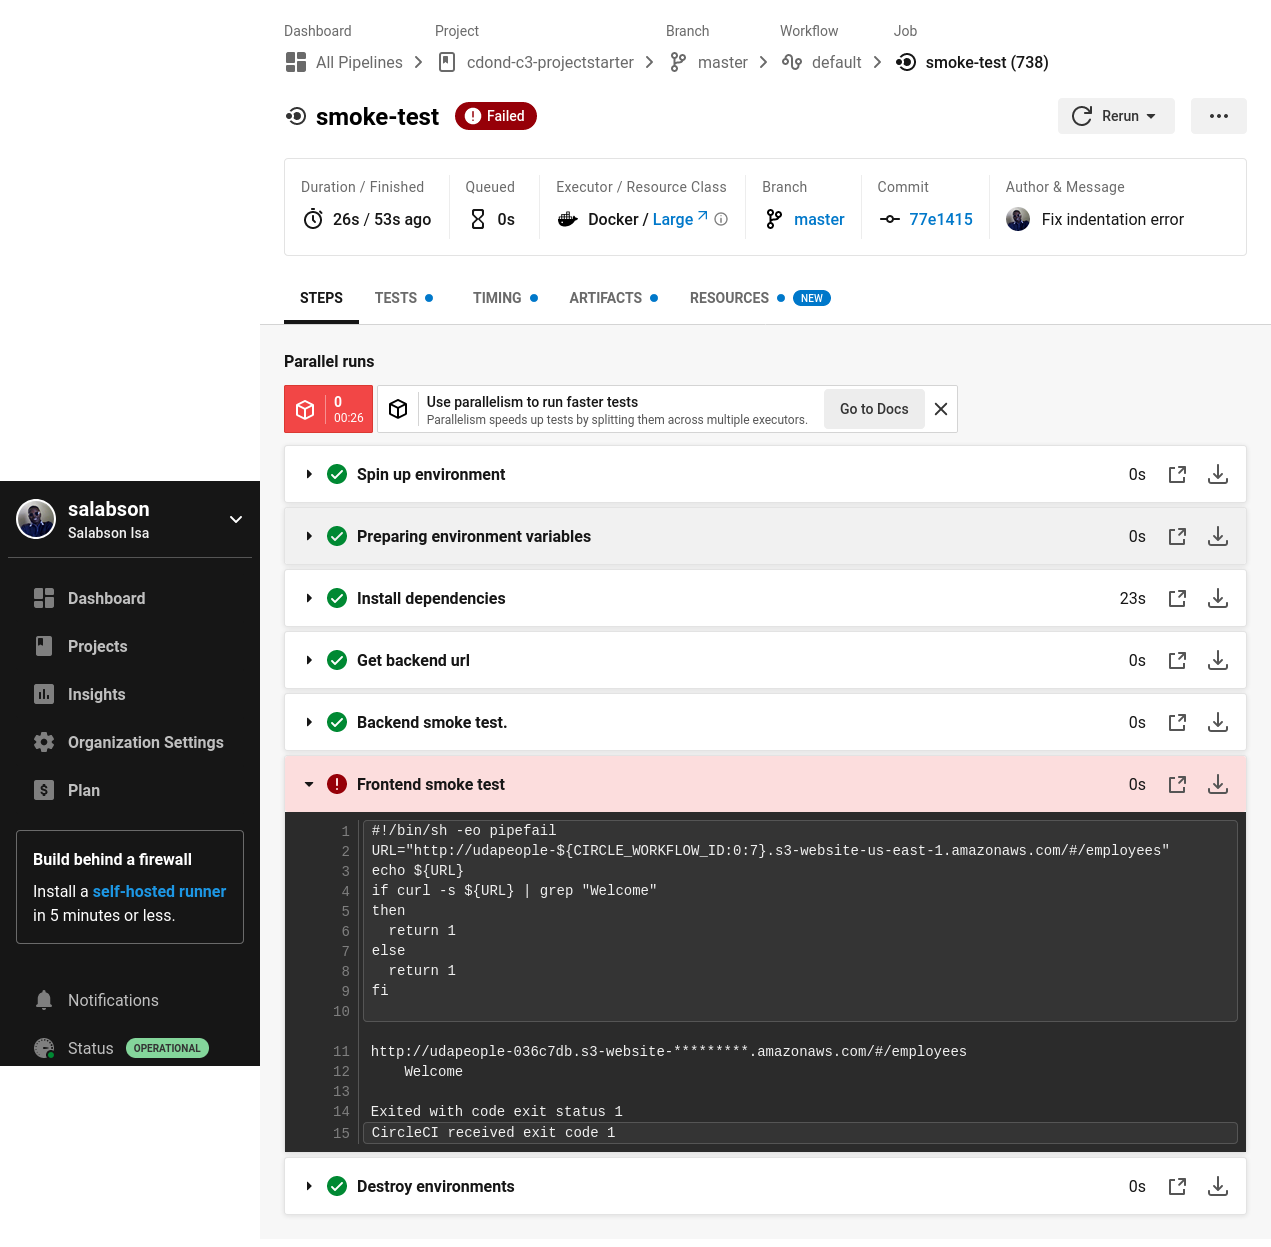 Dashboard Project Branch Workflow Job
All Pipelines cdond-c3-projectstarter master default smoke-test (738)
smoke-test Failed Rerun
Duration / Finished Queued Executor / Resource Class Branch Commit Author & Message
26s / 53s ago 0s Docker / Large master 77e1415 Fix indentation error
STEPS TESTS TIMING ARTIFACTS RESOURCES NEW
Parallel runs
0
00:26
Use parallelism to run faster tests
Parallelism speeds up tests by splitting them across multiple executors.
Go to Docs
Spin up environment 0s
Preparing environment variables 0s
Install dependencies 23s
Get backend url 0s
Backend smoke test. 0s
Frontend smoke test 0s
1 #!/bin/sh -eo pipefail
2 URL="http://udapeople-${CIRCLE_WORKFLOW_ID:0:7}.s3-website-us-east-1.amazonaws.com/#/employees"
3 echo ${URL}
4 if curl -s ${URL} | grep "Welcome"
5 then
6   return 1
7 else
8   return 1
9 fi
10
11 http://udapeople-036c7db.s3-website-*********.amazonaws.com/#/employees
12     Welcome
13
14 Exited with code exit status 1
15 CircleCI received exit code 1
Destroy environments 0s
salabson
Salabson Isa
Dashboard
Projects
Insights
Organization Settings
Plan
Build behind a firewall
Install a self-hosted runner
in 5 minutes or less.
Notifications
Status OPERATIONAL